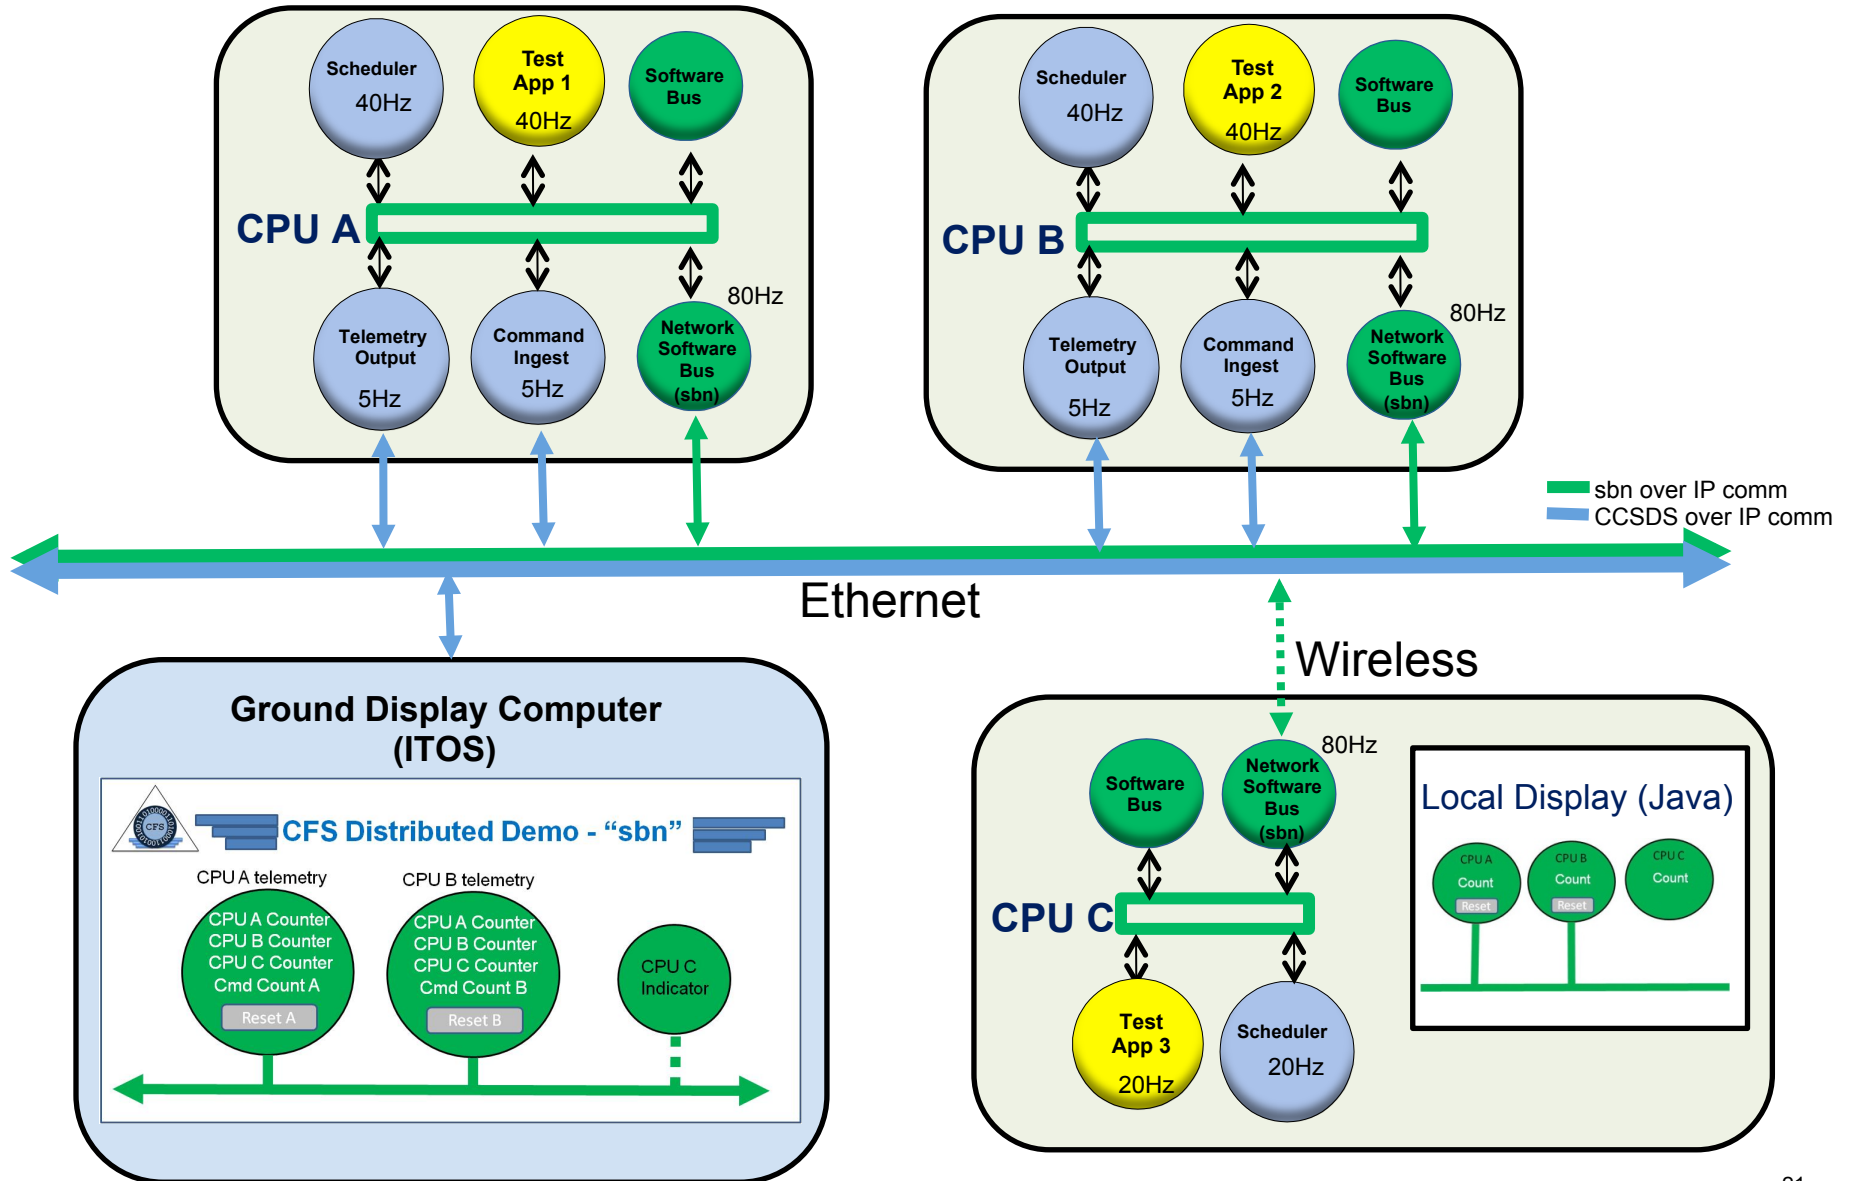 Scheduler
40Hz
Test
App 1
40Hz
Software
Bus
CPU A
Telemetry
Output
5Hz
Command
Ingest
5Hz
80Hz
Network
Software
Bus
(sbn)
Scheduler
40Hz
Test
App 2
40Hz
Software
Bus
CPU B
Telemetry
Output
5Hz
Command
Ingest
5Hz
80Hz
Network
Software
Bus
(sbn)
sbn over IP comm
CCSDS over IP comm
Ethernet
Wireless
Ground Display Computer
(ITOS)
CFS
CFS Distributed Demo - “sbn”
CPU A telemetry
CPU A Counter
CPU B Counter
CPU C Counter
Cmd Count A
Reset A
CPU B telemetry
CPU A Counter
CPU B Counter
CPU C Counter
Cmd Count B
Reset B
CPU C
Indicator
Software
Bus
80Hz
Network
Software
Bus
(sbn)
CPU C
Test
App 3
20Hz
Scheduler
20Hz
Local Display (Java)
CPU A
Count
Reset
CPU B
Count
Reset
CPU C
Count